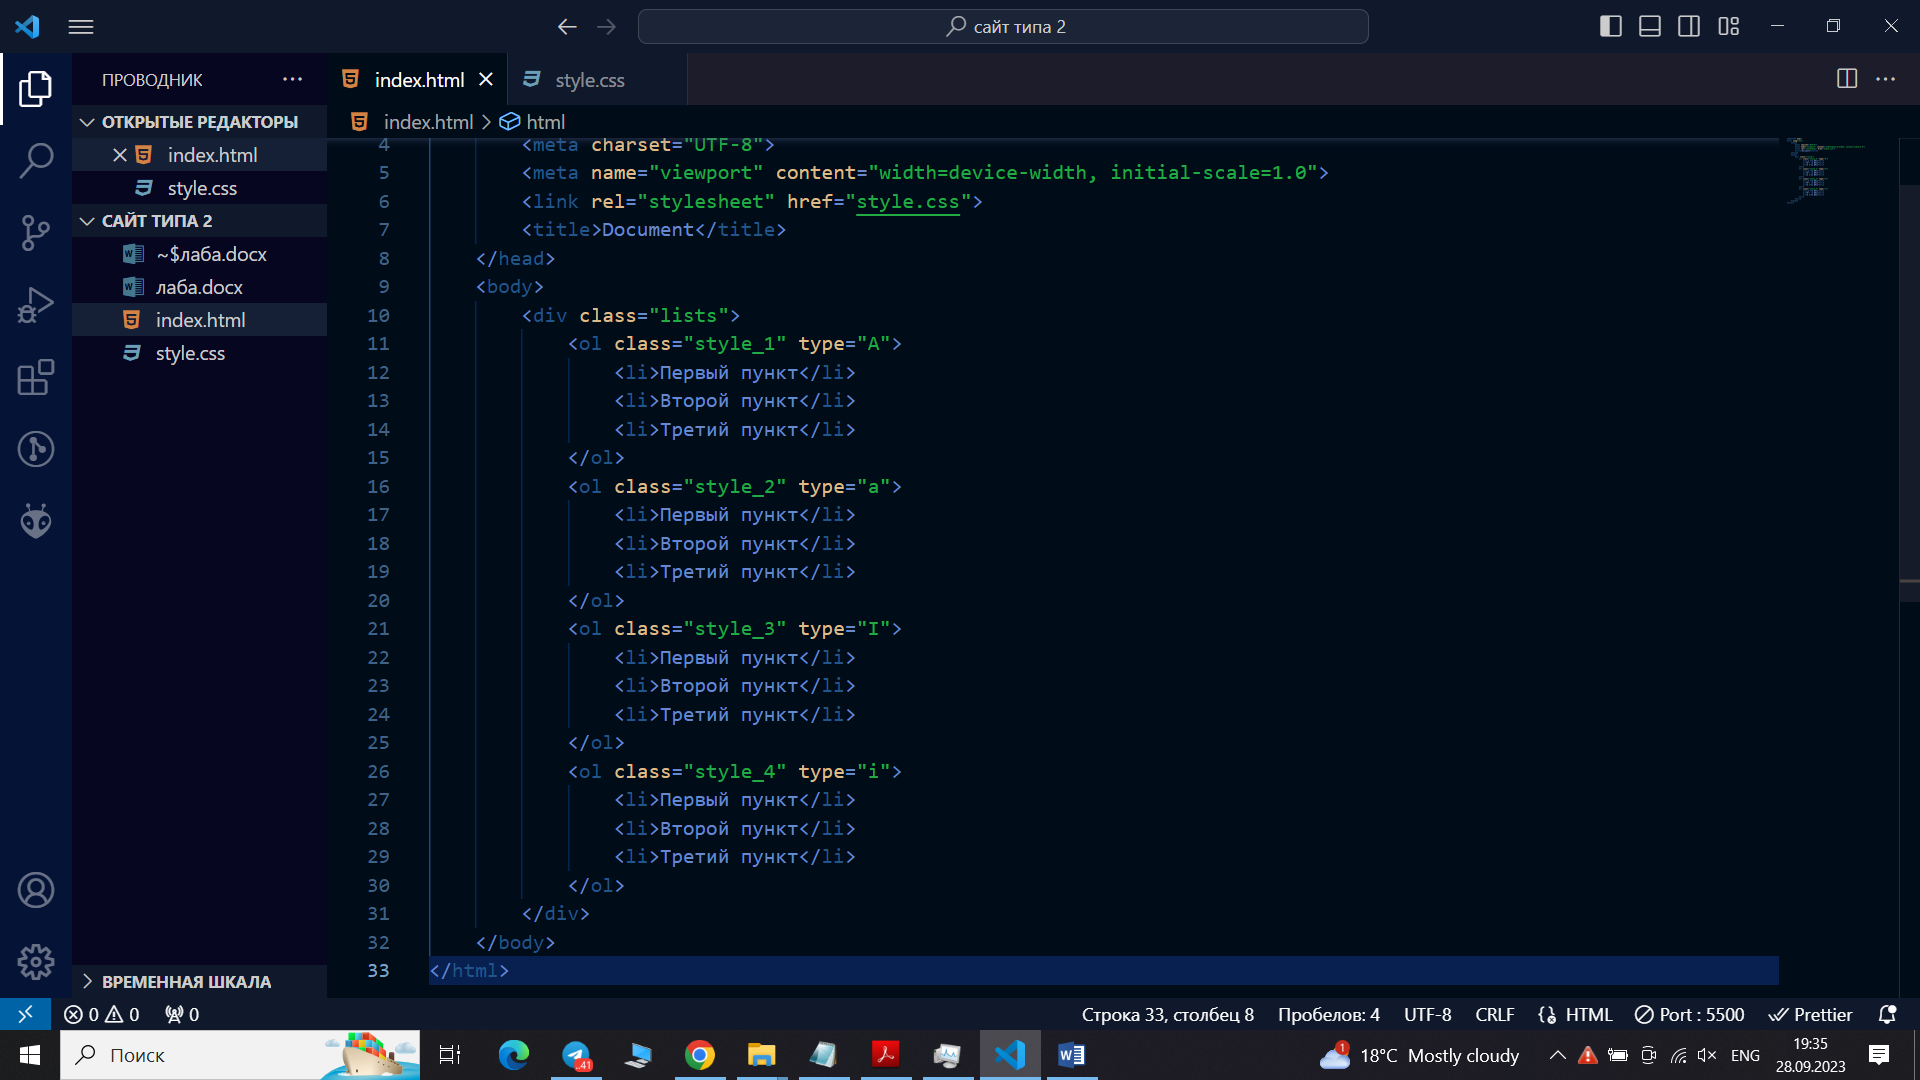 сайт типа 2
ПРОВОДНИК
ОТКРЫТЫЕ РЕДАКТОРЫ
index.html
style.css
САЙТ ТИПА 2
~$лаба.docx
лаба.docx
index.html
style.css
ВРЕМЕННАЯ ШКАЛА
index.html
style.css
index.html > html
4 <meta charset="UTF-8">
5 <meta name="viewport" content="width=device-width, initial-scale=1.0">
6 <link rel="stylesheet" href="style.css">
7 <title>Document</title>
8 </head>
9 <body>
10 <div class="lists">
11 <ol class="style_1" type="A">
12 <li>Первый пункт</li>
13 <li>Второй пункт</li>
14 <li>Третий пункт</li>
15 </ol>
16 <ol class="style_2" type="a">
17 <li>Первый пункт</li>
18 <li>Второй пункт</li>
19 <li>Третий пункт</li>
20 </ol>
21 <ol class="style_3" type="I">
22 <li>Первый пункт</li>
23 <li>Второй пункт</li>
24 <li>Третий пункт</li>
25 </ol>
26 <ol class="style_4" type="i">
27 <li>Первый пункт</li>
28 <li>Второй пункт</li>
29 <li>Третий пункт</li>
30 </ol>
31 </div>
32 </body>
33 </html>
0 0 0 Строка 33, столбец 8 Пробелов: 4 UTF-8 CRLF HTML Port : 5500 Prettier
Поиск 41 1 18°C Mostly cloudy ENG
19:35
28.09.2023